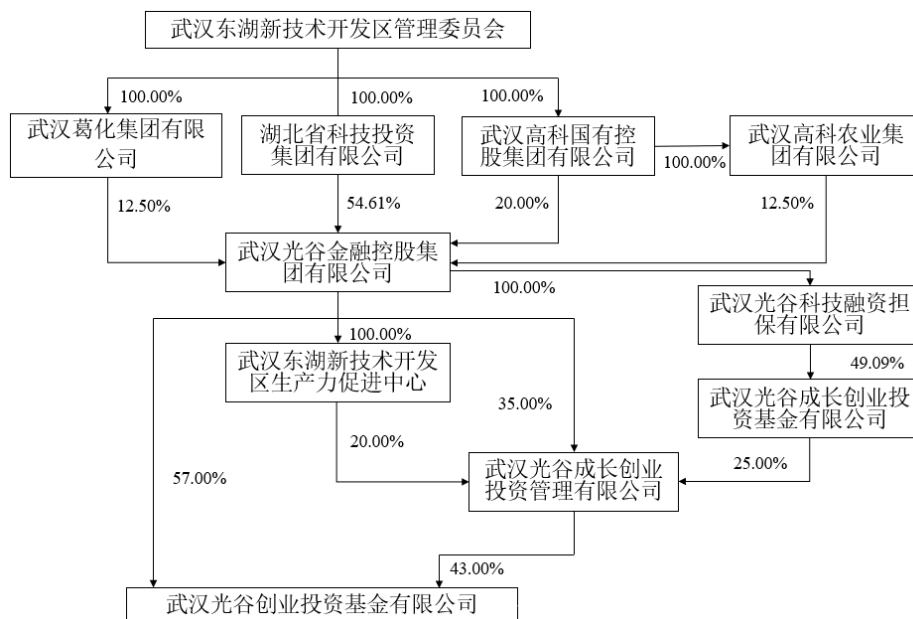 武汉东湖新技术开发区管理委员会
100.00%
100.00%
100.00%
武汉葛化集团有限
公司
湖北省科技投资
集团有限公司
武汉高科国有控
股集团有限公司
100.00%
武汉高科农业集
团有限公司
12.50%
54.61%
20.00%
12.50%
武汉光谷金融控股集
团有限公司
100.00%
武汉光谷科技融资担
保有限公司
100.00%
49.09%
武汉东湖新技术开发
区生产力促进中心
武汉光谷成长创业投
资基金有限公司
35.00%
20.00%
25.00%
57.00%
武汉光谷成长创业
投资管理有限公司
43.00%
武汉光谷创业投资基金有限公司